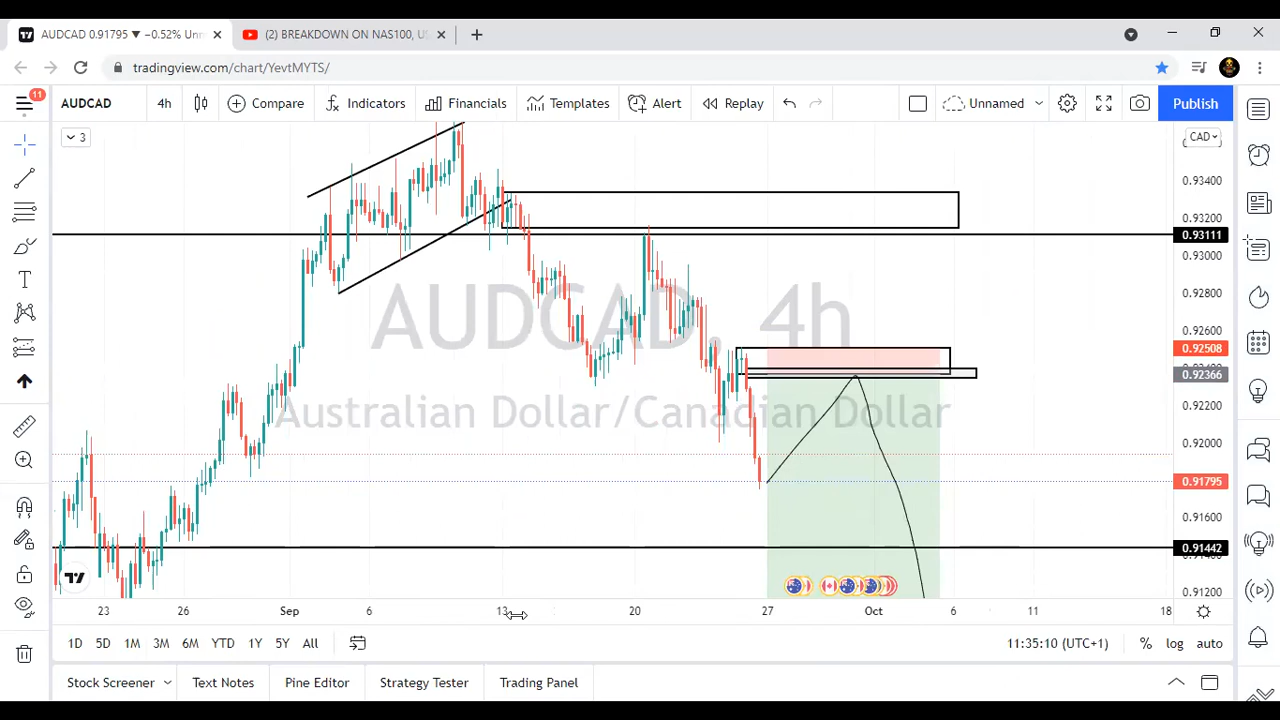 AUDCAD 0.91795 ▼ −0.52% Unn
(2) BREAKDOWN ON NAS100, U
tradingview.com/chart/YevtMYTS/
11
AUDCAD
4h
Compare
Indicators
Financials
Templates
Alert
Replay
Unnamed
Publish
3
CAD
0.93400
0.93200
0.93111
0.93000
0.92800
0.92600
0.92508
0.92366
0.92200
0.92000
0.91795
0.91600
0.91442
0.91200
AUDCAD, 4h
Australian Dollar/Canadian Dollar
23
26
Sep
6
13
20
27
Oct
6
11
18
1D
5D
1M
3M
6M
YTD
1Y
5Y
All
11:35:10 (UTC+1)
%
log
auto
Stock Screener
Text Notes
Pine Editor
Strategy Tester
Trading Panel